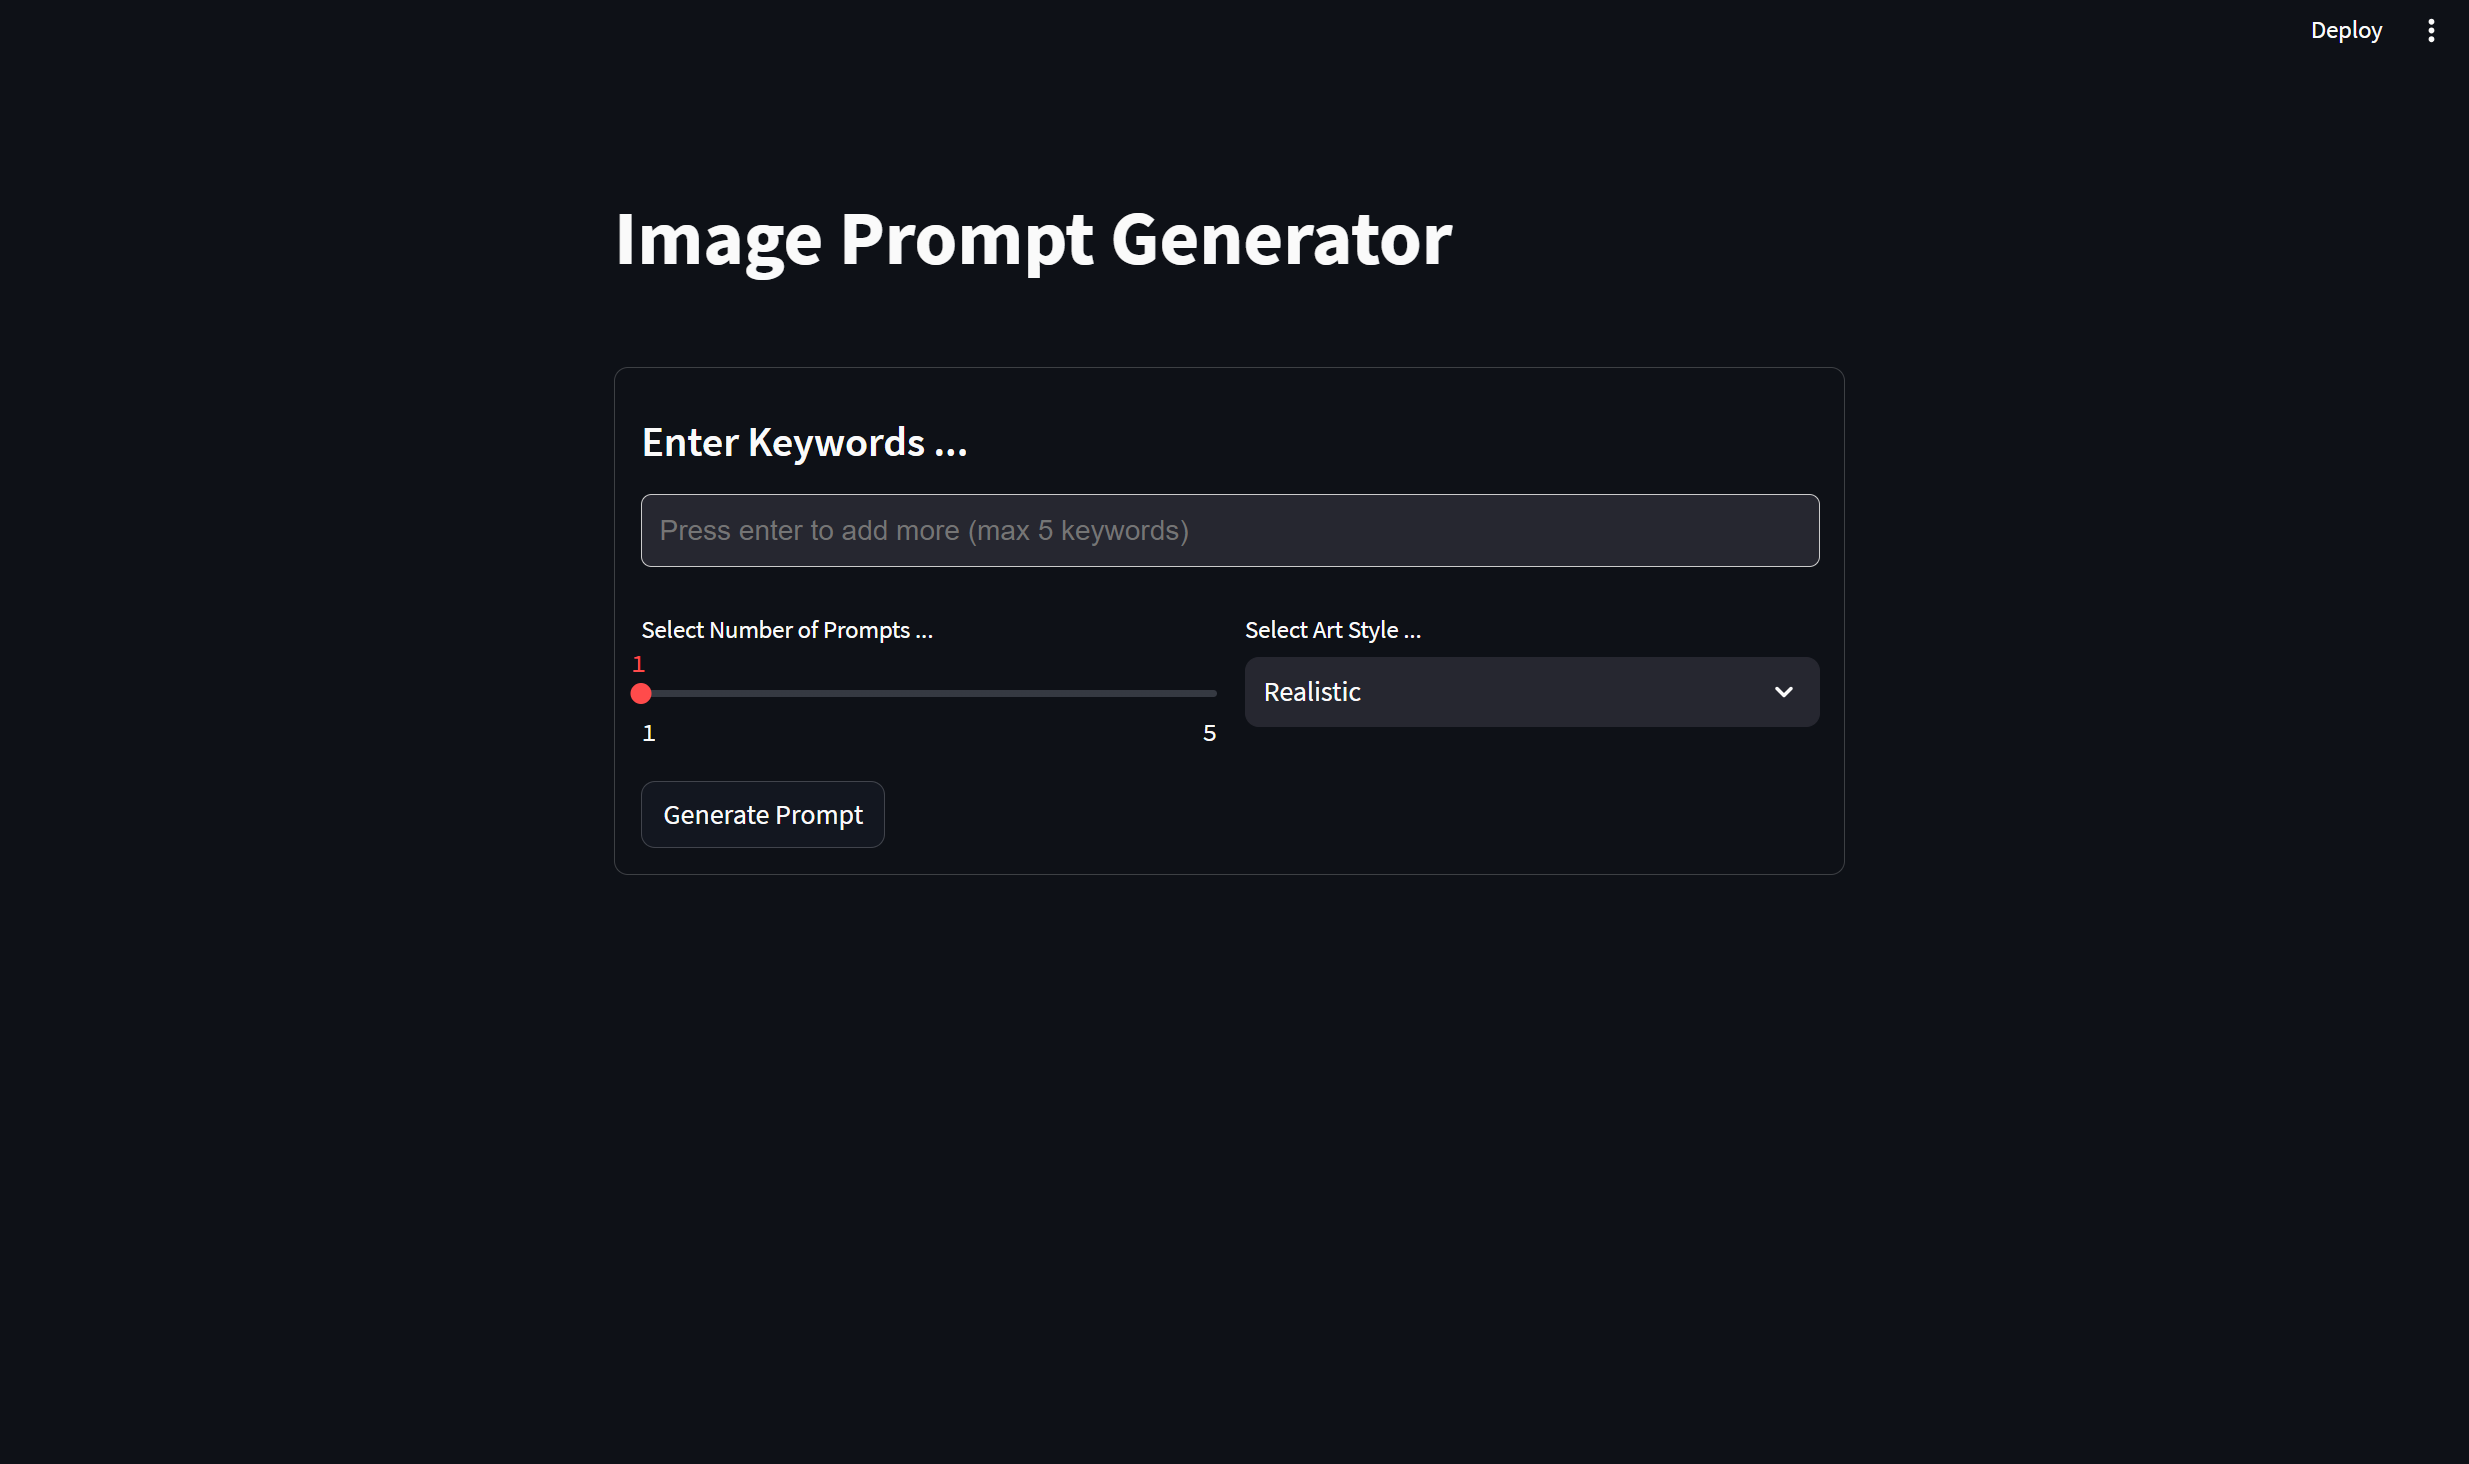 Deploy
Image Prompt Generator
Enter Keywords ...
Press enter to add more (max 5 keywords)
Select Number of Prompts ...
1
1 5
Select Art Style ...
Realistic
Generate Prompt